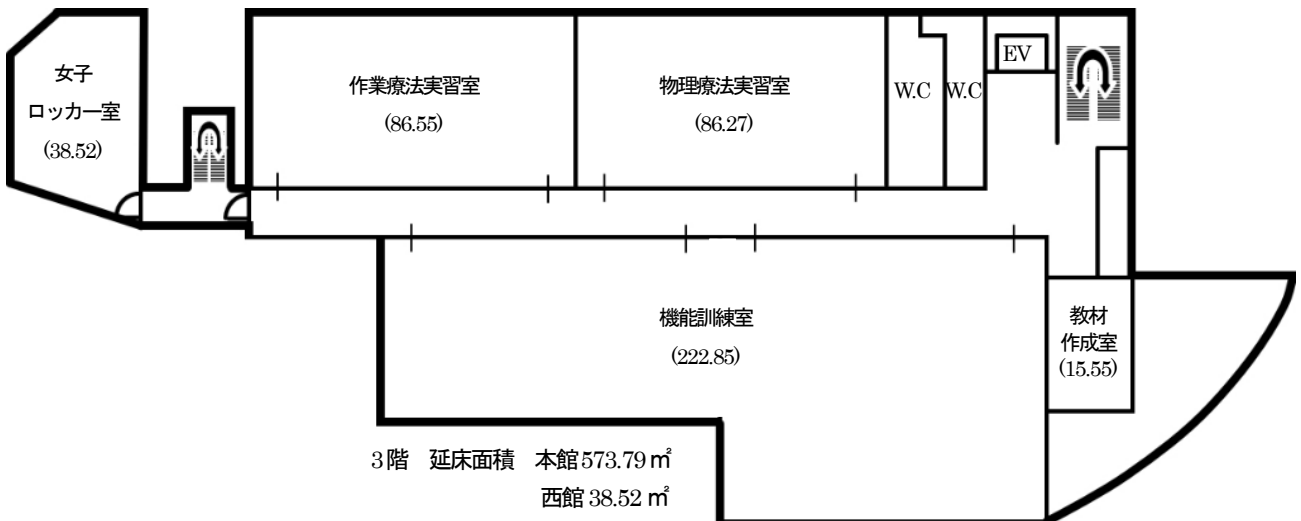 女子
ロッカー室
(38.52)
作業療法実習室
(86.55)
物理療法実習室
(86.27)
W.C
W.C
EV
機能訓練室
(222.85)
教材
作成室
(15.55)
3階 延床面積 本館573.79㎡
西館38.52㎡